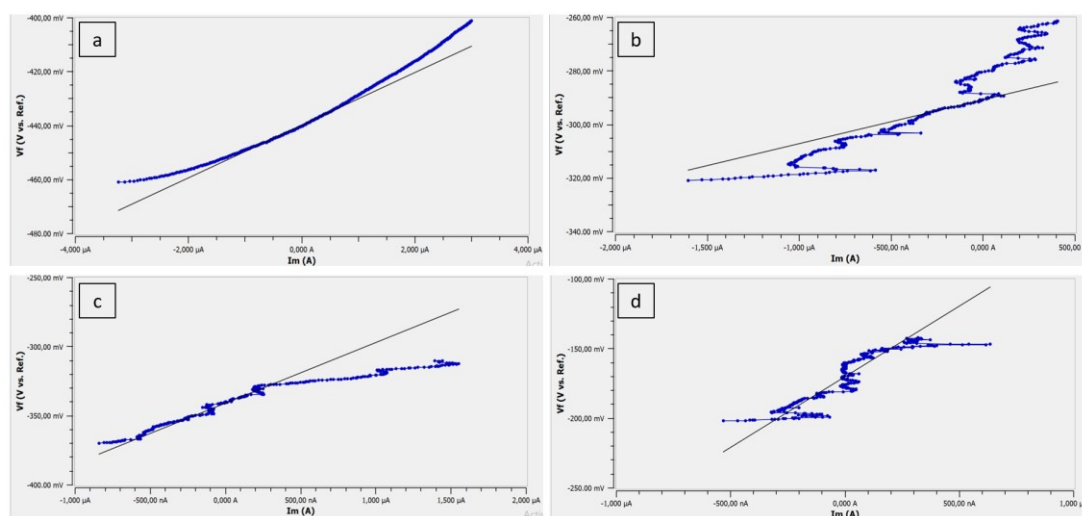 a
-400,00 mV
-420,00 mV
-440,00 mV
-460,00 mV
-480,00 mV
Vf (V vs. Ref.)
-4,000 µA -2,000 µA 0,000 A 2,000 µA 4,000 µA
Im (A)
Acti
b
-260,00 mV
-280,00 mV
-300,00 mV
-320,00 mV
-340,00 mV
Vf (V vs. Ref.)
-2,000 µA -1,500 µA -1,000 µA -500,00 nA 0,000 A 500,00
Im (A)
c
-250,00 mV
-300,00 mV
-350,00 mV
-400,00 mV
Vf (V vs. Ref.)
-1,000 µA -500,00 nA 0,000 A 500,00 nA 1,000 µA 1,500 µA 2,000 µA
Im (A)
Acti
d
-100,00 mV
-150,00 mV
-200,00 mV
-250,00 mV
Vf (V vs. Ref.)
-1,000 µA -500,00 nA 0,000 A 500,00 nA 1,000 µ
Im (A)